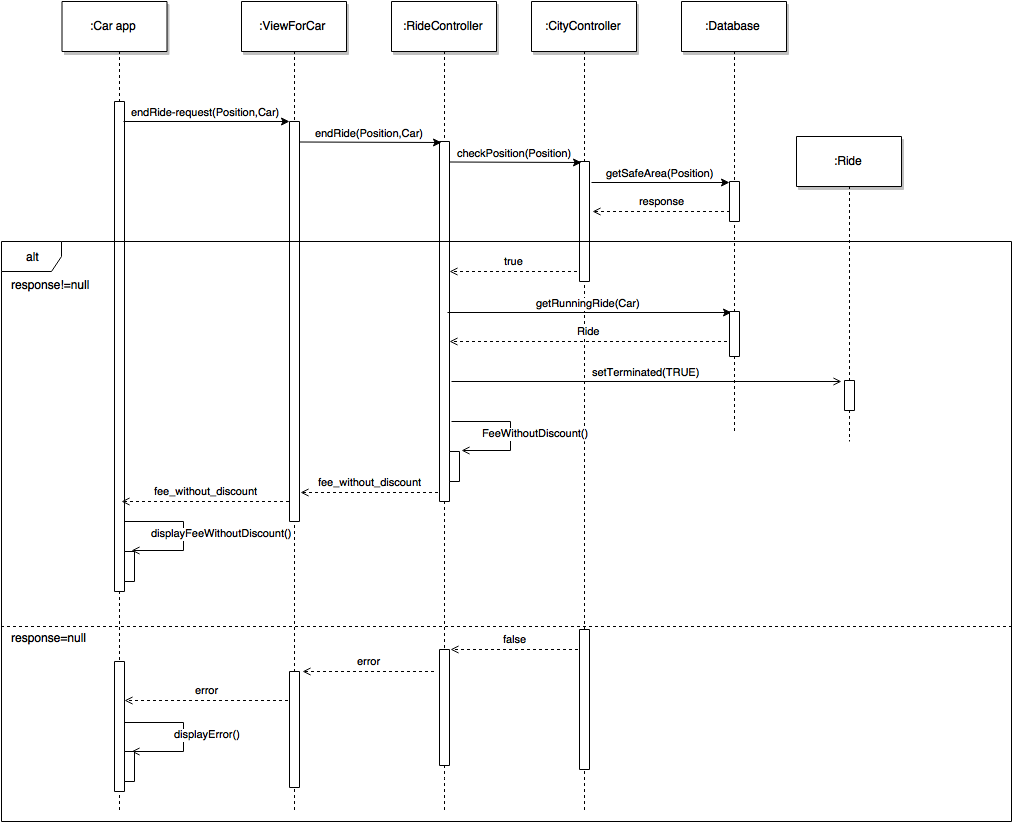 :Car app
:ViewForCar
:RideController
:CityController
:Database
endRide-request(Position,Car)
endRide(Position,Car)
checkPosition(Position)
:Ride
getSafeArea(Position)
response
alt
true
response!=null
getRunningRide(Car)
Ride
setTerminated(TRUE)
FeeWithoutDiscount()
fee_without_discount
fee_without_discount
displayFeeWithoutDiscount()
response=null
false
error
error
displayError()